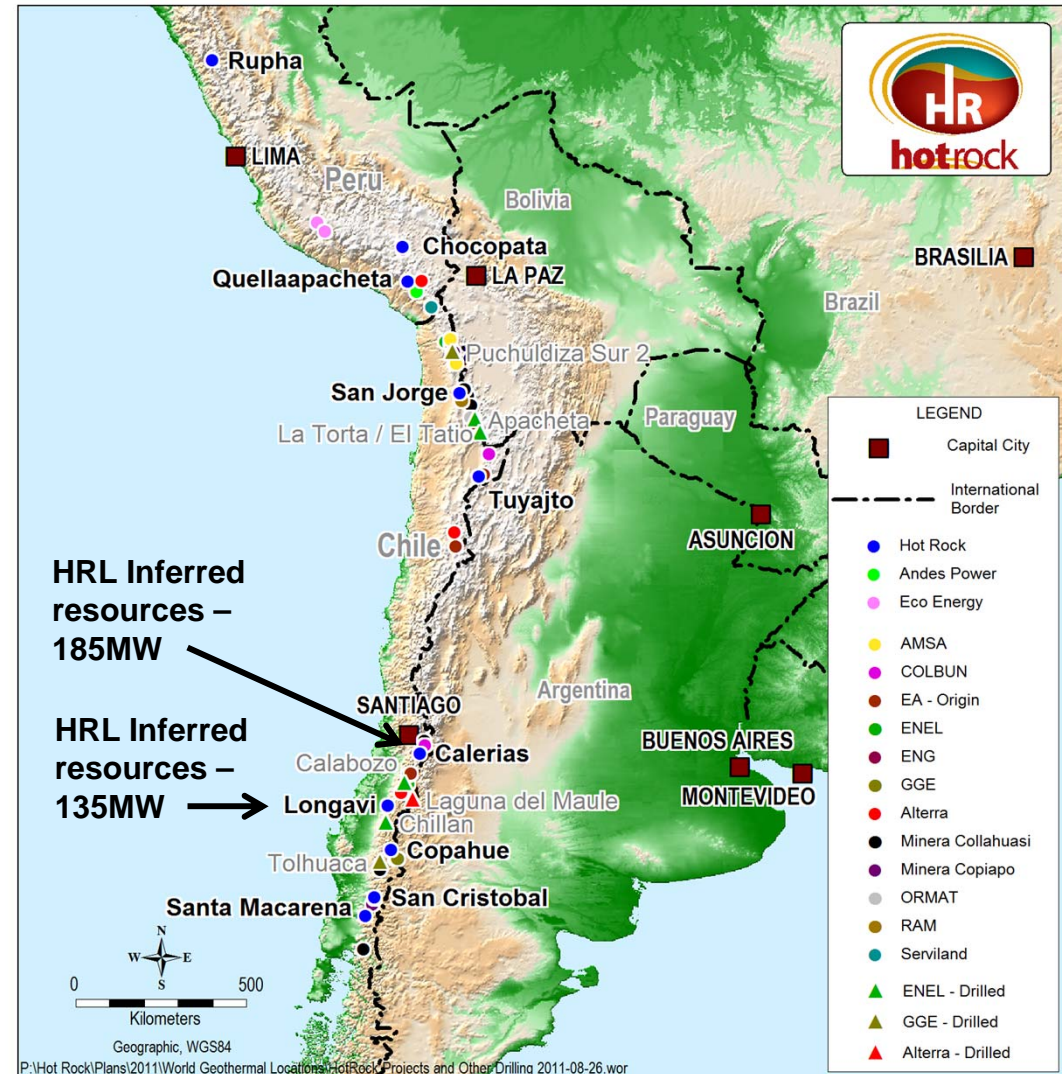 Rupha
HR
hotrock
LIMA
Peru
Bolivia
Chocopata
Quellaapacheta
LA PAZ
BRASILIA
Brazil
Puchuldiza Sur 2
San Jorge
Apacheta
La Torta / El Tatio
Paraguay
Tuyajto
ASUNCION
Chile
HRL Inferred
resources –
185MW
HRL Inferred
resources –
135MW
SANTIAGO
Argentina
BUENOS AIRES
MONTEVIDEO
Calerias
Calabozo
Longavi
Laguna del Maule
Chillan
Copahue
Tolhuaca
San Cristobal
Santa Macarena
N
W E
S
0 500
Kilometers
Geographic, WGS84
P:\Hot Rock\Plans\2011\World Geothermal Locations\HotRock Projects and Other Drilling 2011-08-26.wor
LEGEND
Capital City
International
Border
Hot Rock
Andes Power
Eco Energy
AMSA
COLBUN
EA - Origin
ENEL
ENG
GGE
Alterra
Minera Collahuasi
Minera Copiapo
ORMAT
RAM
Serviland
ENEL - Drilled
GGE - Drilled
Alterra - Drilled